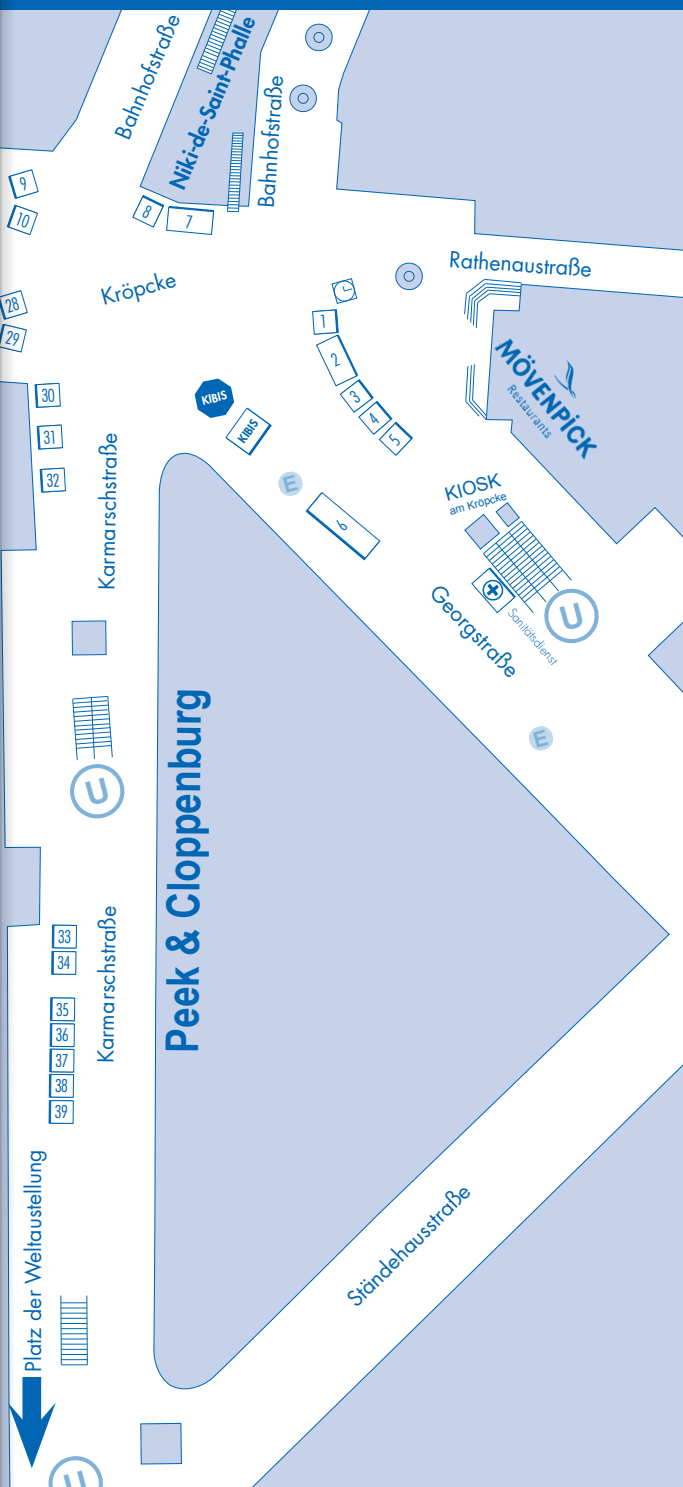 Bahnhofstraße
Niki-de-Saint-Phalle
Bahnhofstraße
9
10
8
7
Rathenaustraße
Kröpcke
28
29
1
2
3
4
5
MÖVENPICK
Restaurants
30
31
32
KIBIS
KIBIS
Karmarschstraße
E
6
KIOSK
am Kröpcke
Georgstraße
Sanitätsdienst
U
E
U
Peek & Cloppenburg
33
34
Karmarschstraße
35
36
37
38
39
Platz der Weltaustellung
Ständehausstraße
U